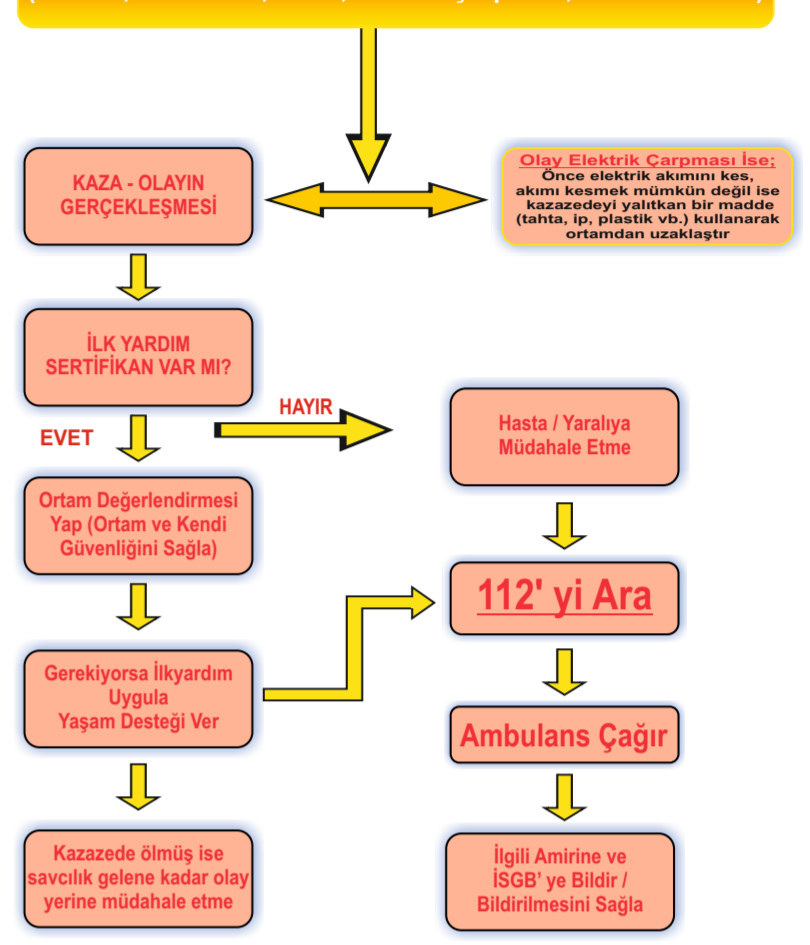 KAZA - OLAYIN
GERÇEKLEŞMESİ
Olay Elektrik Çarpması İse;
Önce elektrik akımını kes,
akımı kesmek mümkün değil ise
kazazedeyi yalıtkan bir madde
(tahta, ip, plastik vb.) kullanarak
ortamdan uzaklaştır
İLK YARDIM
SERTİFİKAN VAR MI?
HAYIR
EVET
Hasta / Yaralıya
Müdahale Etme
Ortam Değerlendirmesi
Yap (Ortam ve Kendi
Güvenliğini Sağla)
112' yi Ara
Gerekiyorsa İlkyardım
Uygula
Yaşam Desteği Ver
Ambulans Çağır
Kazazede ölmüş ise
savcılık gelene kadar olay
yerine müdahale etme
İlgili Amirine ve
İSGB’ ye Bildir /
Bildirilmesini Sağla